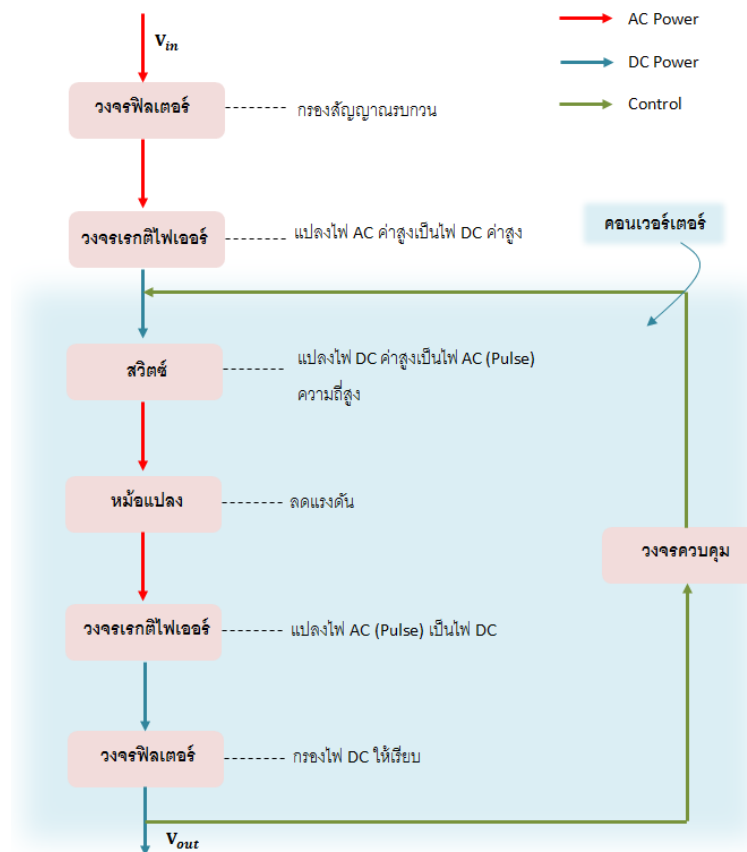 V_in
AC Power
DC Power
Control
วงจรฟิลเตอร์
กรองสัญญาณรบกวน
วงจรเรกติไฟเออร์
แปลงไฟ AC ค่าสูงเป็นไฟ DC ค่าสูง
คอนเวอร์เตอร์
สวิตซ์
แปลงไฟ DC ค่าสูงเป็นไฟ AC (Pulse)
ความถี่สูง
หม้อแปลง
ลดแรงดัน
วงจรควบคุม
วงจรเรกติไฟเออร์
แปลงไฟ AC (Pulse) เป็นไฟ DC
วงจรฟิลเตอร์
กรองไฟ DC ให้เรียบ
V_out